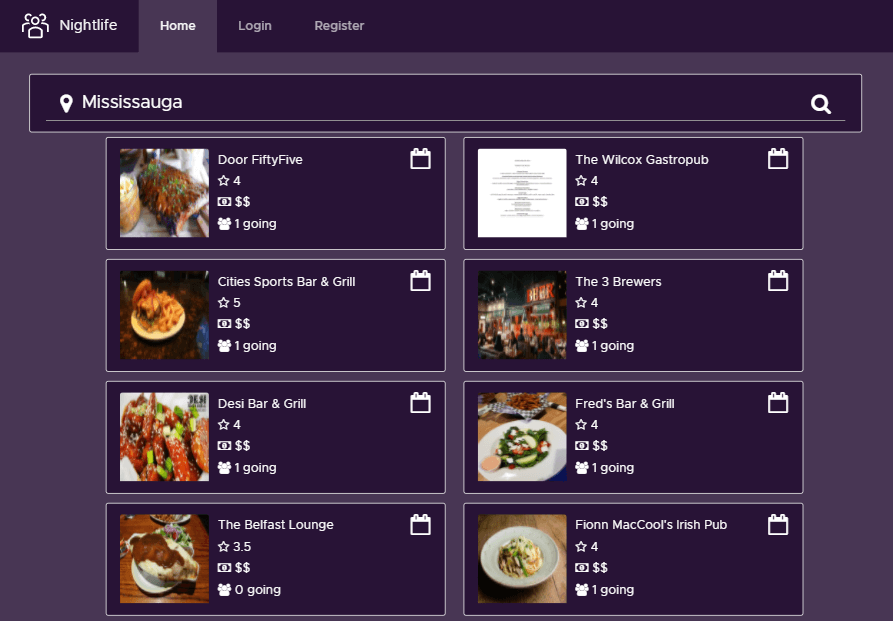 Nightlife
Home
Login
Register
Mississauga
Door FiftyFive
4
$$
1 going
The Wilcox Gastropub
4
$$
1 going
Cities Sports Bar & Grill
5
$$
1 going
The 3 Brewers
4
$$
1 going
BEER
Desi Bar & Grill
4
$$
1 going
DESI
Fred's Bar & Grill
4
$$
1 going
The Belfast Lounge
3.5
$$
0 going
Fionn MacCool's Irish Pub
4
$$
1 going